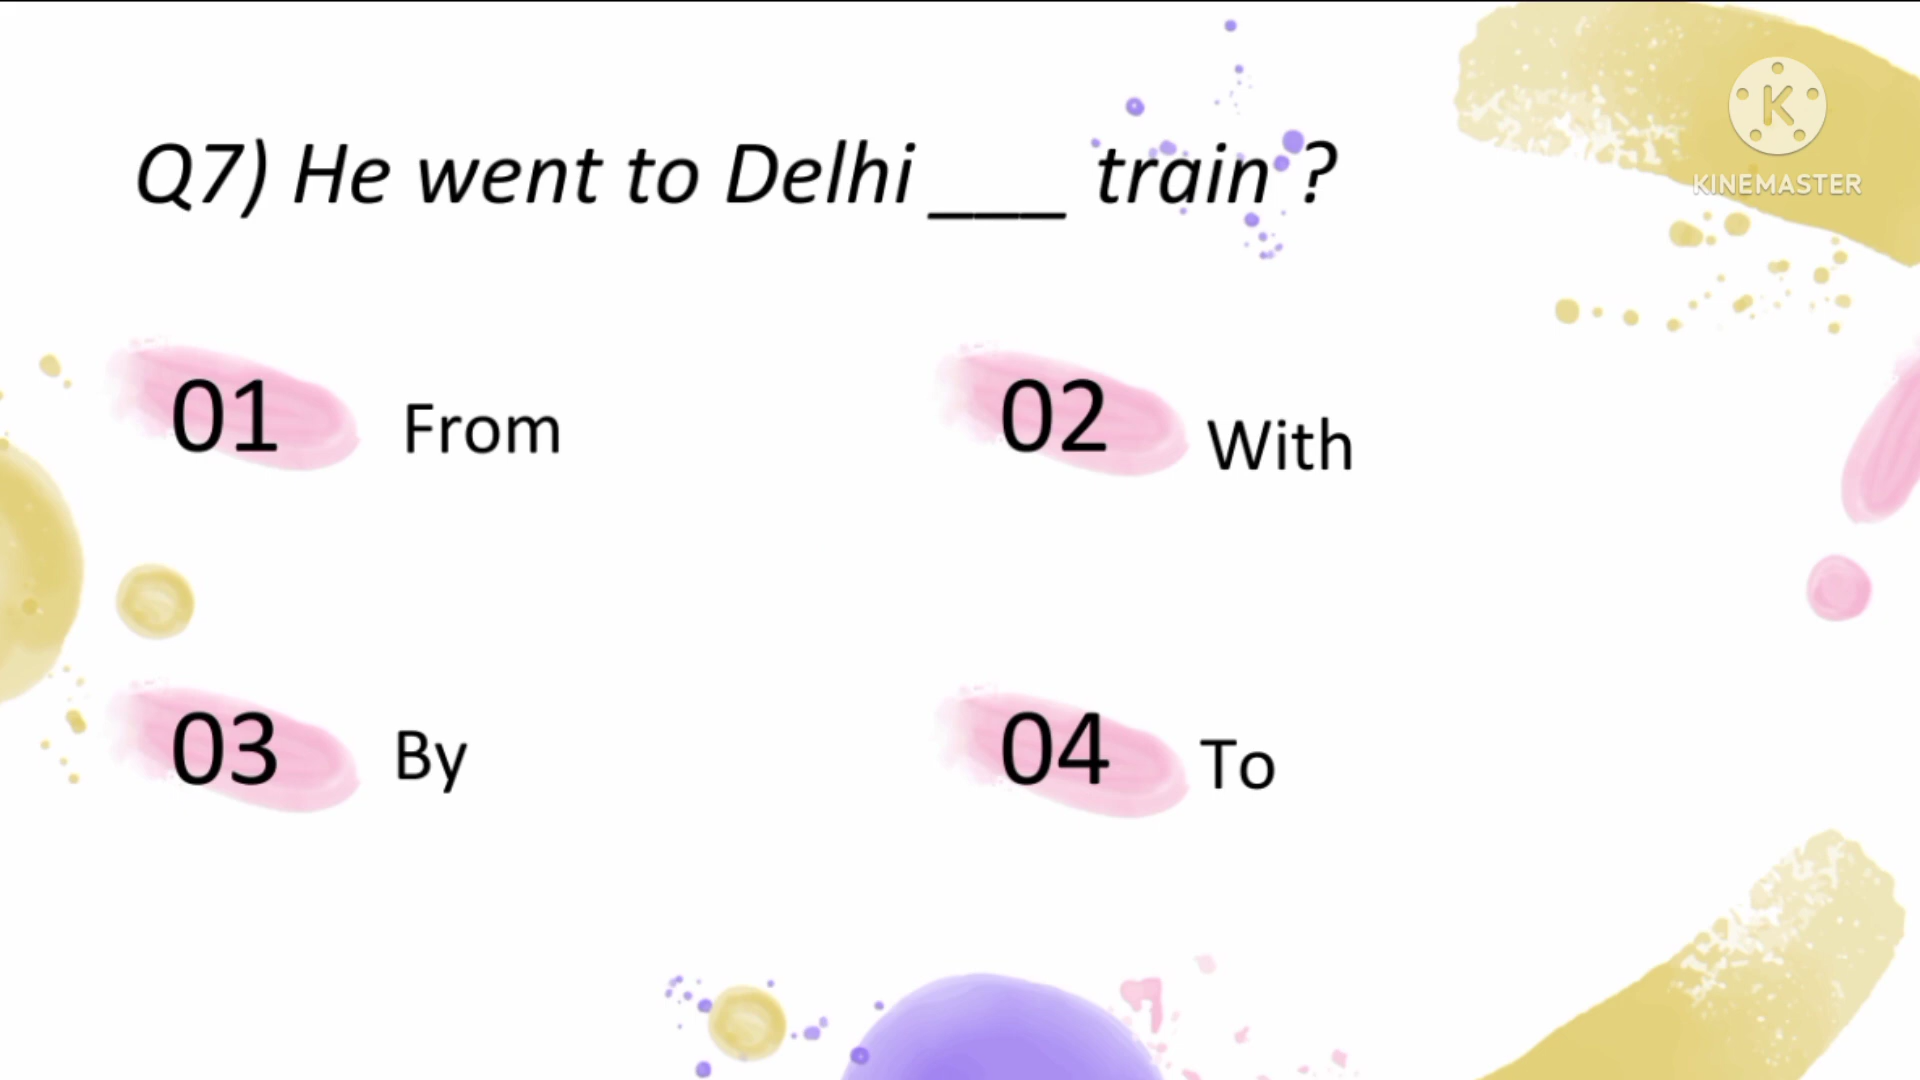 Q7) He went to Delhi ___ train ?
K
KINEMASTER
01 From
02 With
03 By
04 To